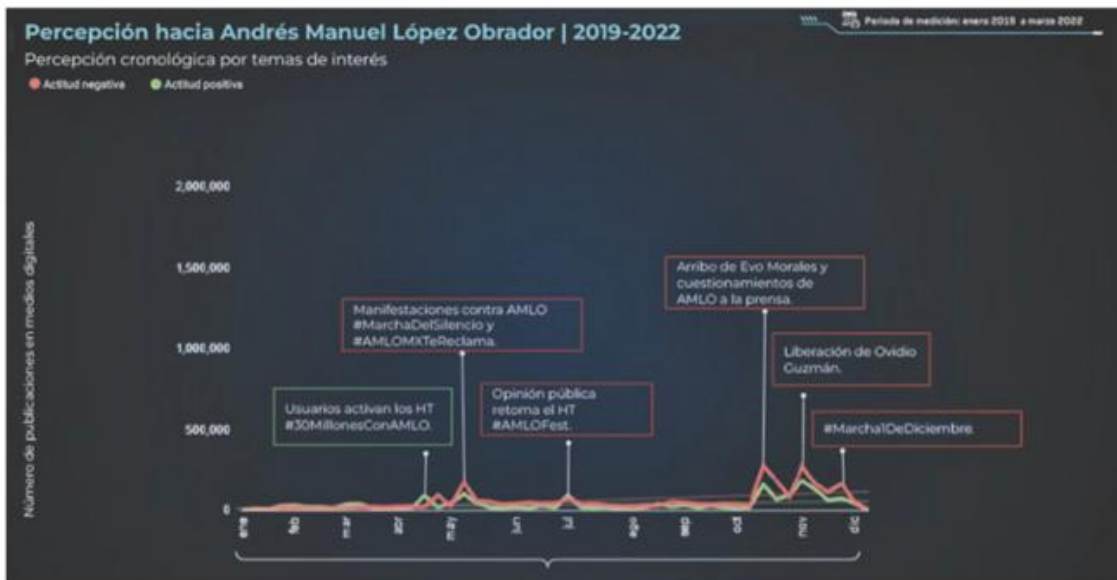 Percepción hacia Andrés Manuel López Obrador | 2019-2022
Periodo de medición: enero 2019 a marzo 2022
Percepción cronológica por temas de interés
Actitud negativa
Actitud positiva
Número de publicaciones en medios digitales
2,000,000
1,500,000
1,000,000
500,000
0
Usuarios activan los HT
#30MillonesConAMLO.
Manifestaciones contra AMLO
#MarchaDelSilencio y
#AMLOMXTeReclama.
Opinión pública
retoma el HT
#AMLOFest.
Arribo de Evo Morales y
cuestionamientos de
AMLO a la prensa.
Liberación de Ovidio
Guzmán.
#Marcha1DeDiciembre.
ene
feb
mar
abr
may
jun
jul
ago
sep
oct
nov
dic